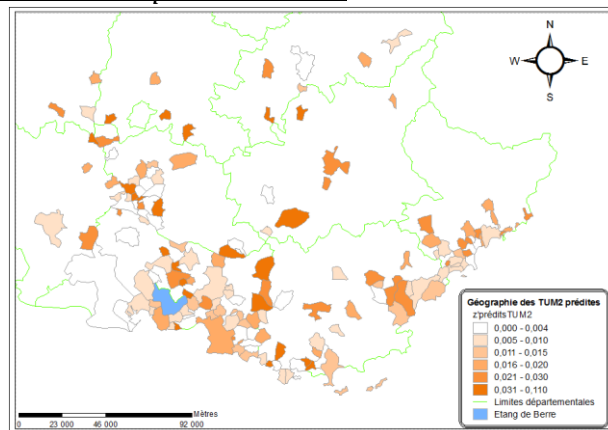 N
W E
S
Géographie des TUM2 prédites
z'prédits TUM2
0,000 - 0,004
0,005 - 0,010
0,011 - 0,015
0,016 - 0,020
0,021 - 0,030
0,031 - 0,110
Limites départementales
Etang de Berre
Mètres
0 23 000 46 000 92 000